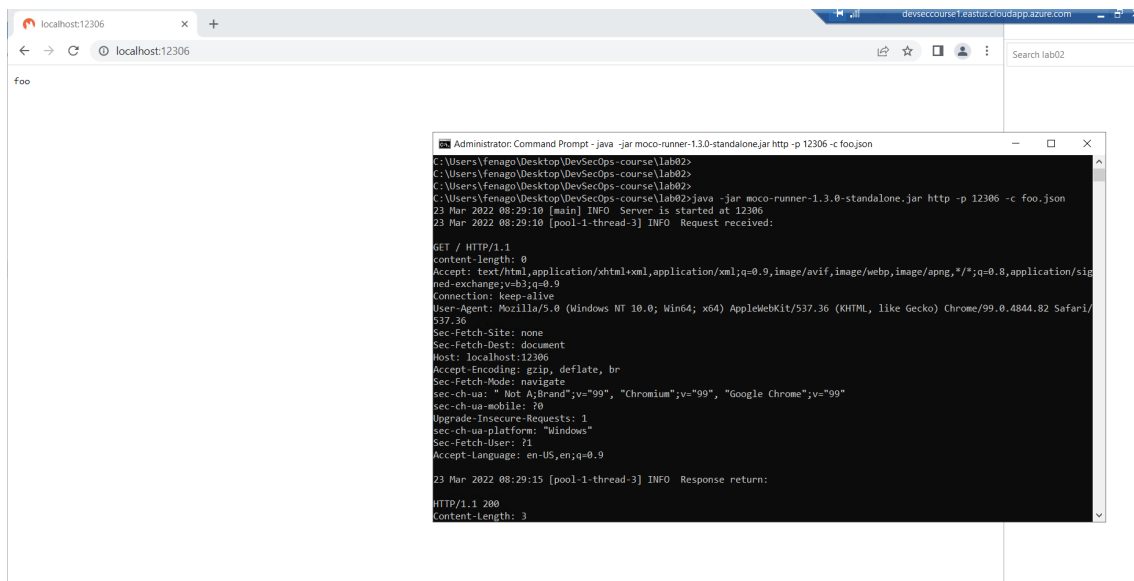 localhost:12306
devseccourse1.eastus.cloudapp.azure.com
localhost:12306
Search lab02
foo
Administrator: Command Prompt - java -jar moco-runner-1.3.0-standalone.jar http -p 12306 -c foo.json
C:\Users\fenago\Desktop\DevSecOps-course\lab02>
C:\Users\fenago\Desktop\DevSecOps-course\lab02>
C:\Users\fenago\Desktop\DevSecOps-course\lab02>
C:\Users\fenago\Desktop\DevSecOps-course\lab02>java -jar moco-runner-1.3.0-standalone.jar http -p 12306 -c foo.json
23 Mar 2022 08:29:10 [main] INFO  Server is started at 12306
23 Mar 2022 08:29:10 [pool-1-thread-3] INFO  Request received:
GET / HTTP/1.1
content-length: 0
Accept: text/html,application/xhtml+xml,application/xml;q=0.9,image/avif,image/webp,image/apng,*/*;q=0.8,application/sig
ned-exchange;v=b3;q=0.9
Connection: keep-alive
User-Agent: Mozilla/5.0 (Windows NT 10.0; Win64; x64) AppleWebKit/537.36 (KHTML, like Gecko) Chrome/99.0.4844.82 Safari/
537.36
Sec-Fetch-Site: none
Sec-Fetch-Dest: document
Host: localhost:12306
Accept-Encoding: gzip, deflate, br
Sec-Fetch-Mode: navigate
sec-ch-ua: " Not A;Brand";v="99", "Chromium";v="99", "Google Chrome";v="99"
sec-ch-ua-mobile: ?0
Upgrade-Insecure-Requests: 1
sec-ch-ua-platform: "Windows"
Sec-Fetch-User: ?1
Accept-Language: en-US,en;q=0.9
23 Mar 2022 08:29:15 [pool-1-thread-3] INFO  Response return:
HTTP/1.1 200
Content-Length: 3